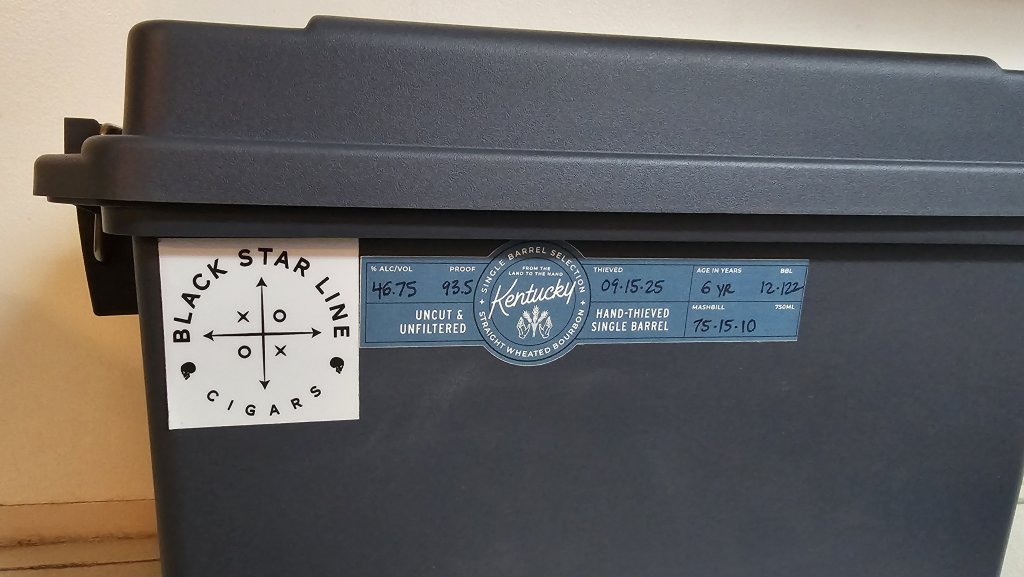 BLACK STAR LINE
X O
O X
CIGARS
% ALC/VOL PROOF
46.75 93.5
UNCUT &
UNFILTERED
SINGLE BARREL SELECTION
FROM THE
LAND TO THE HAND
Kentucky
STRAIGHT WHEATED BOURBON
THIEVED
09.15.25
HAND-THIEVED
SINGLE BARREL
AGE IN YEARS BBL
6 YR 12.122
MASHBILL 750ML
75.15.10